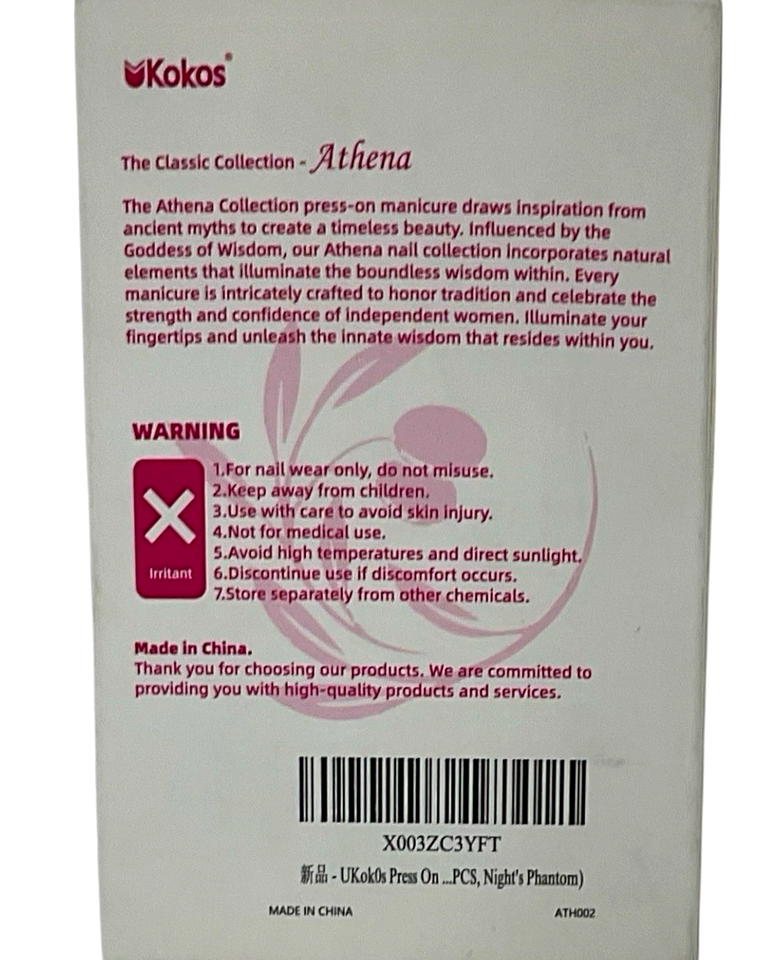 UKokos®
The Classic Collection - Athena
The Athena Collection press-on manicure draws inspiration from
ancient myths to create a timeless beauty. Influenced by the
Goddess of Wisdom, our Athena nail collection incorporates natural
elements that illuminate the boundless wisdom within. Every
manicure is intricately crafted to honor tradition and celebrate the
strength and confidence of independent women. Illuminate your
fingertips and unleash the innate wisdom that resides within you.
WARNING
1.For nail wear only, do not misuse.
2.Keep away from children.
3.Use with care to avoid skin injury.
4.Not for medical use.
5.Avoid high temperatures and direct sunlight.
Irritant
6.Discontinue use if discomfort occurs.
7.Store separately from other chemicals.
Made in China.
Thank you for choosing our products. We are committed to
providing you with high-quality products and services.
X003ZC3YFT
新品 - UKok0s Press On ...PCS, Night's Phantom)
MADE IN CHINA
ATH002